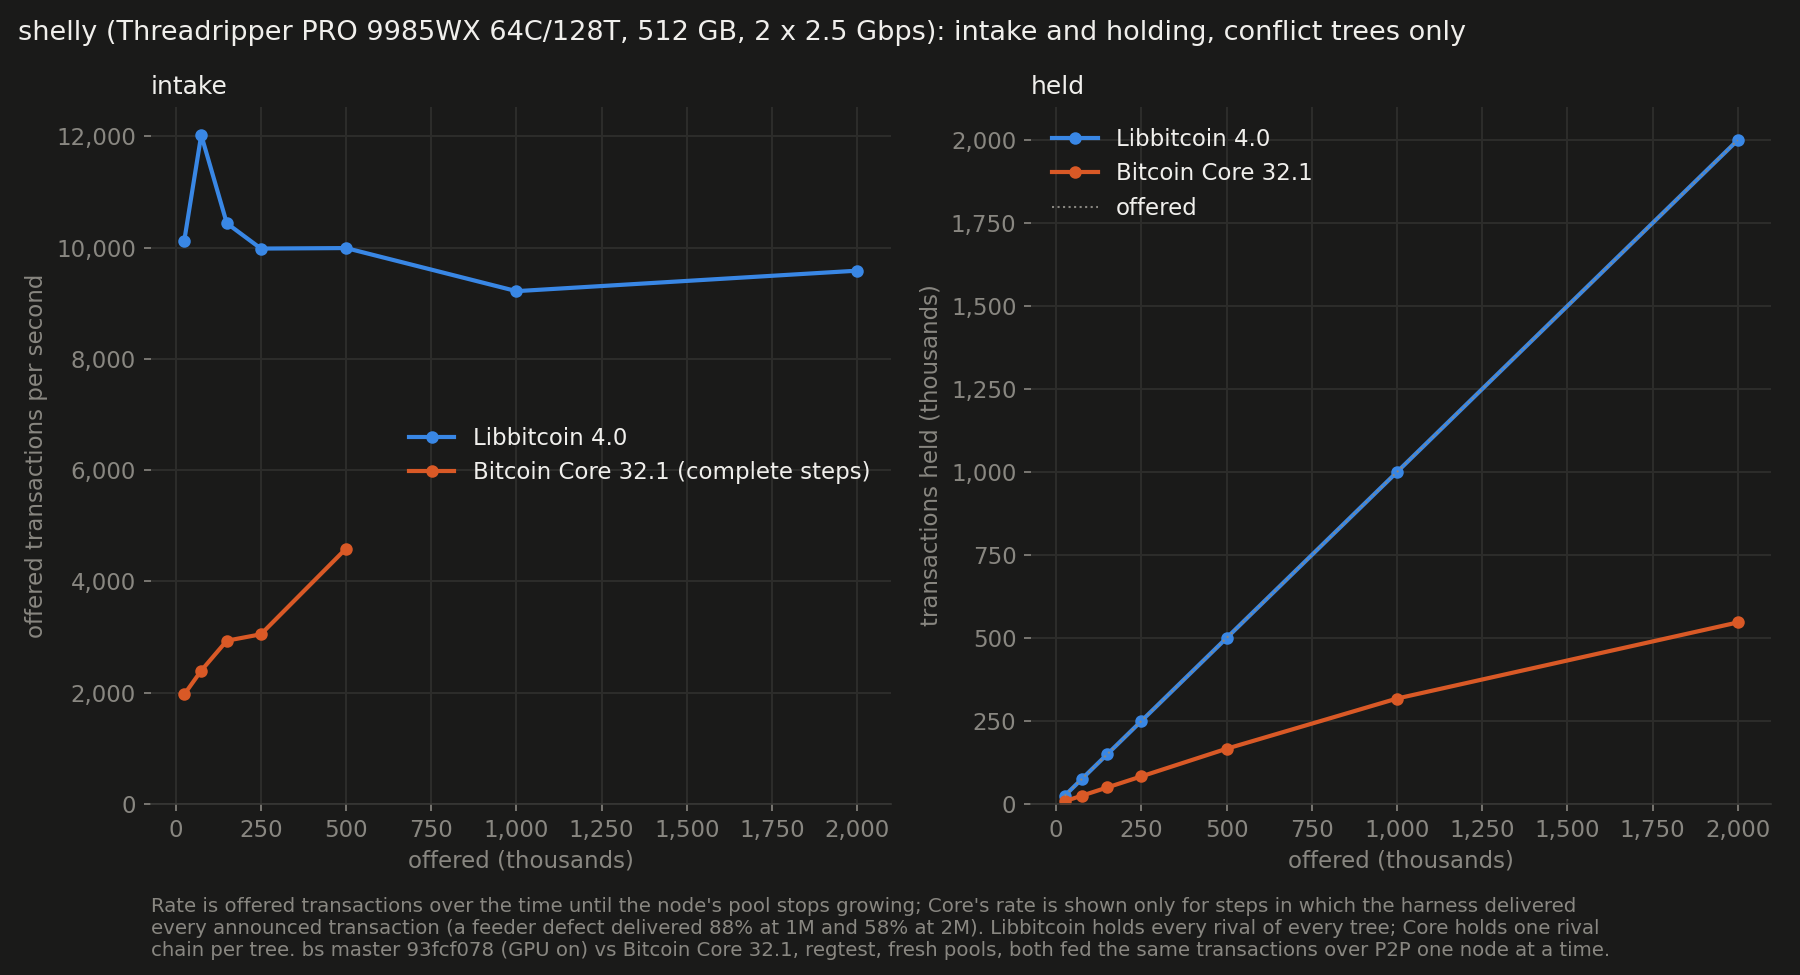 shelly (Threadripper PRO 9985WX 64C/128T, 512 GB, 2 x 2.5 Gbps): intake and holding, conflict trees only
intake
offered transactions per second
12,000
10,000
8,000
6,000
4,000
2,000
0
Libbitcoin 4.0
Bitcoin Core 32.1 (complete steps)
0 250 500 750 1,000 1,250 1,500 1,750 2,000
offered (thousands)
held
transactions held (thousands)
2,000
1,750
1,500
1,250
1,000
750
500
250
0
Libbitcoin 4.0
Bitcoin Core 32.1
offered
0 250 500 750 1,000 1,250 1,500 1,750 2,000
offered (thousands)
Rate is offered transactions over the time until the node's pool stops growing; Core's rate is shown only for steps in which the harness delivered
every announced transaction (a feeder defect delivered 88% at 1M and 58% at 2M). Libbitcoin holds every rival of every tree; Core holds one rival
chain per tree. bs master 93fcf078 (GPU on) vs Bitcoin Core 32.1, regtest, fresh pools, both fed the same transactions over P2P one node at a time.